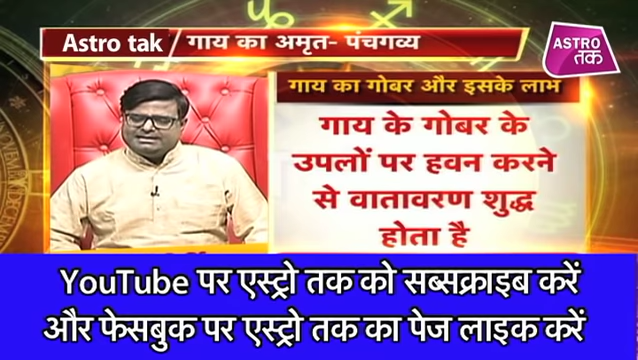 Astro tak गाय का अमृत- पंचगव्य
ASTRO
तक
गाय का गोबर और इसके लाभ
गाय के गोबर के
उपलों पर हवन करने
से वातावरण शुद्ध
होता है
YouTube पर एस्ट्रो तक को सब्सक्राइब करें
और फेसबुक पर एस्ट्रो तक का पेज लाइक करें